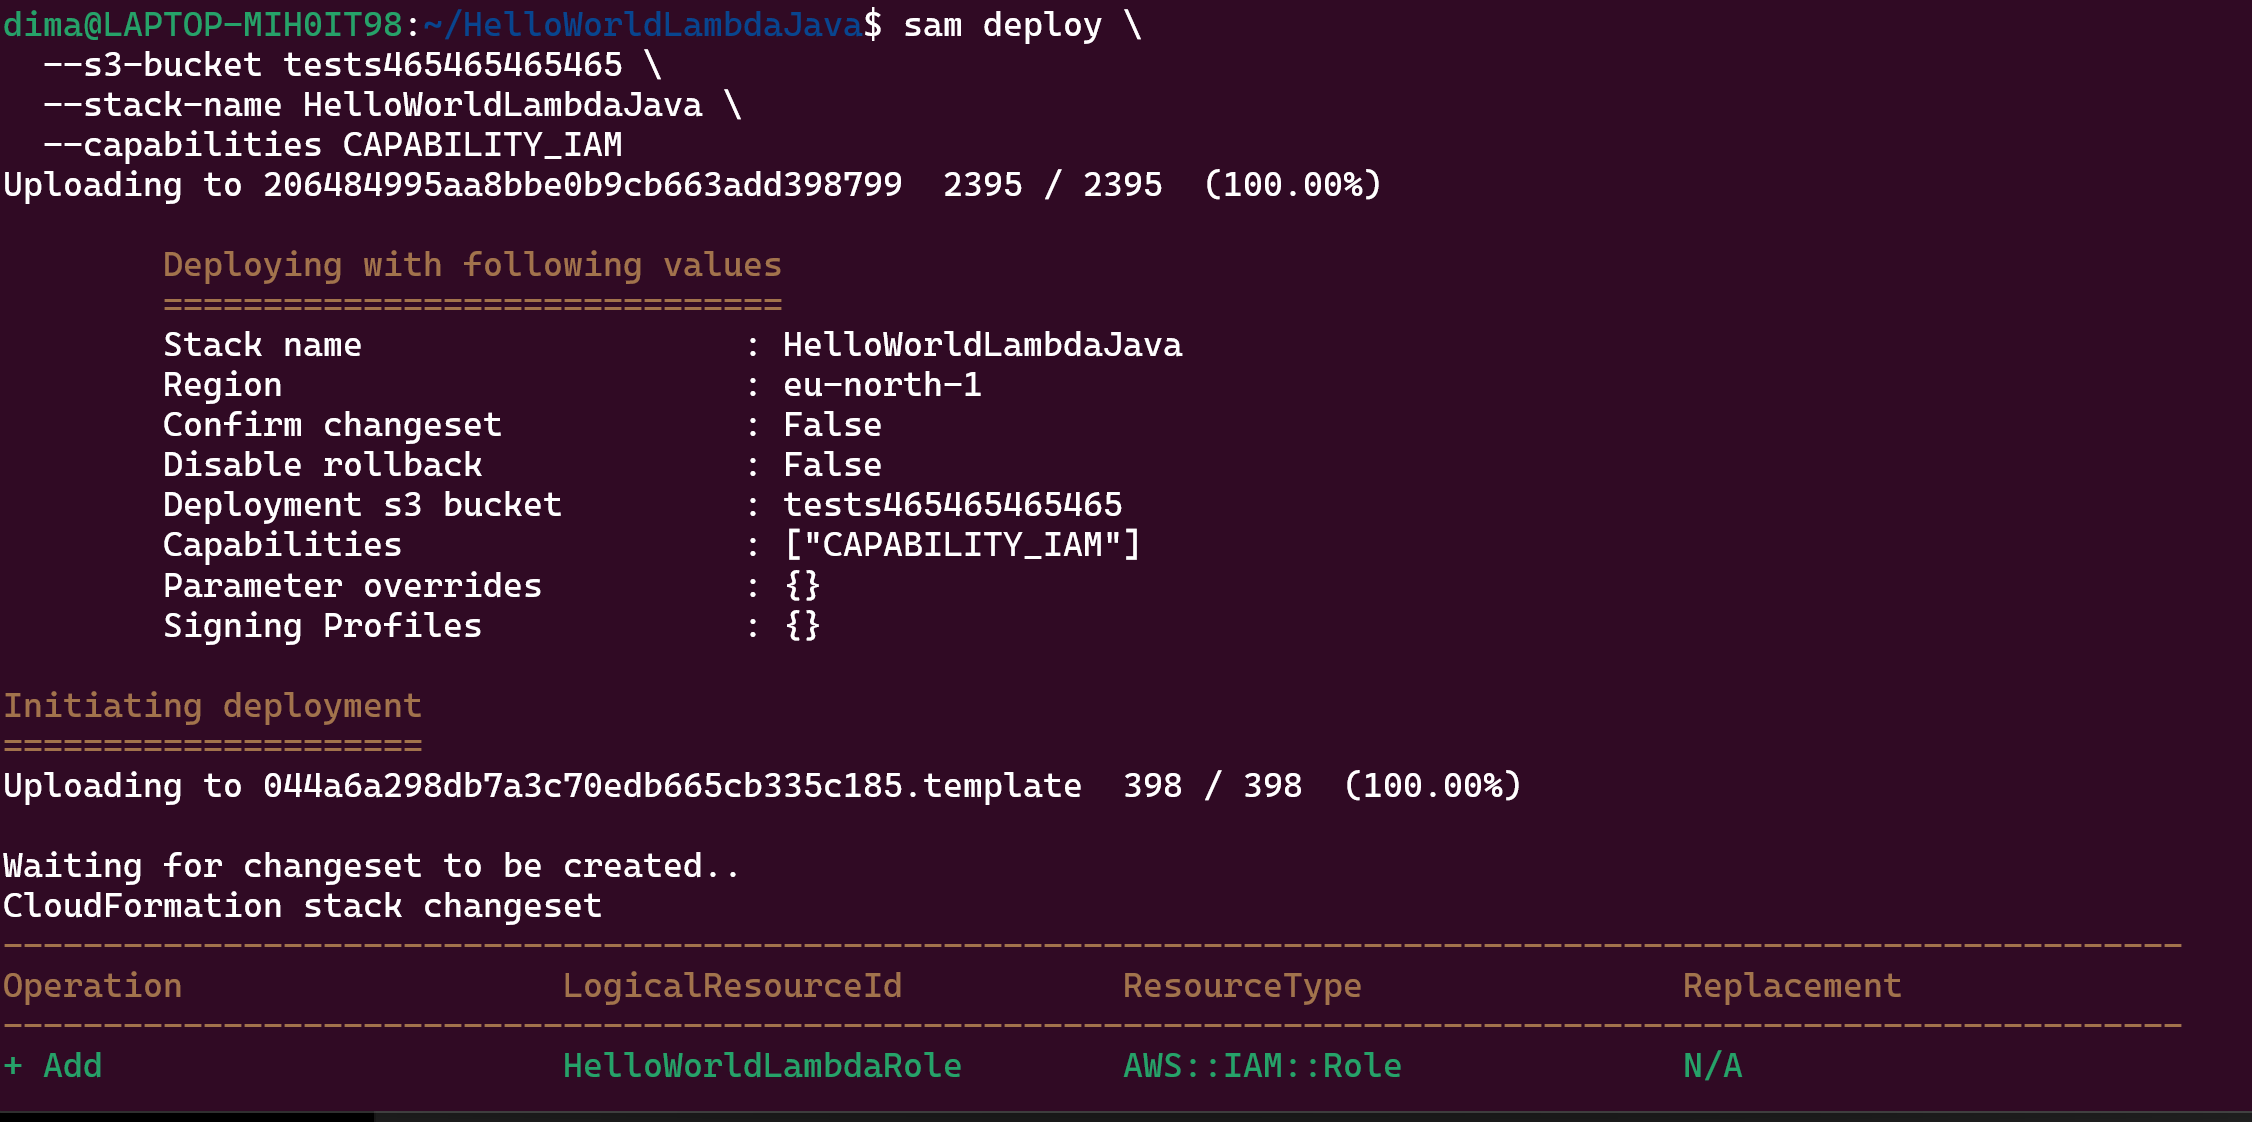 dima@LAPTOP-MIH0IT98:~/HelloWorldLambdaJava$ sam deploy \
  --s3-bucket tests465465465465 \
  --stack-name HelloWorldLambdaJava \
  --capabilities CAPABILITY_IAM
Uploading to 206484995aa8bbe0b9cb663add398799  2395 / 2395  (100.00%)
Deploying with following values
===============================
Stack name                   : HelloWorldLambdaJava
Region                       : eu-north-1
Confirm changeset            : False
Disable rollback             : False
Deployment s3 bucket         : tests465465465465
Capabilities                 : ["CAPABILITY_IAM"]
Parameter overrides          : {}
Signing Profiles             : {}
Initiating deployment
=====================
Uploading to 044a6a298db7a3c70edb665cb335c185.template  398 / 398  (100.00%)
Waiting for changeset to be created..
CloudFormation stack changeset
-------------------------------------------------------------------------------------------------------------
Operation                   LogicalResourceId           ResourceType                Replacement
-------------------------------------------------------------------------------------------------------------
+ Add                       HelloWorldLambdaRole        AWS::IAM::Role              N/A